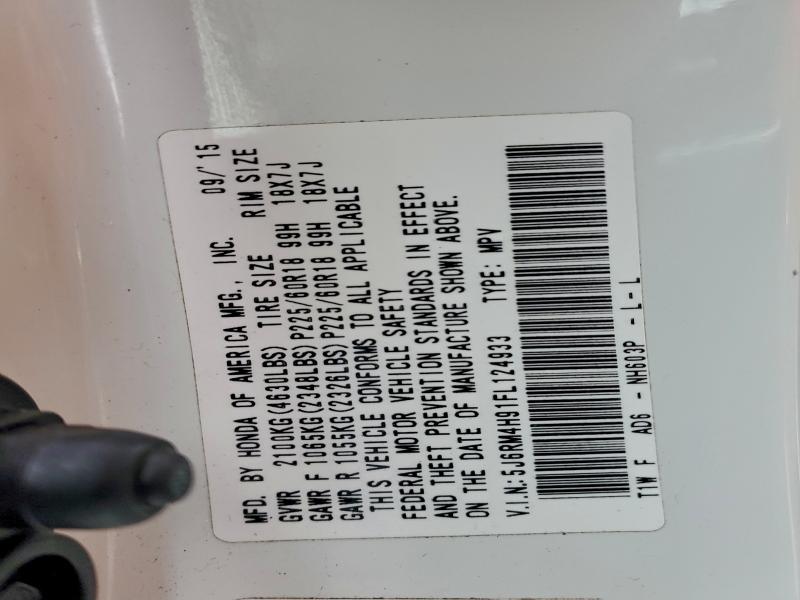 MFD. BY HONDA OF AMERICA MFG., INC. 09/'15
GVWR 2100KG(4630LBS) TIRE SIZE RIM SIZE
GAWR F 1065KG(2348LBS) P225/60R18 99H 18X7J
GAWR R 1055KG(2326LBS) P225/60R18 99H 18X7J
THIS VEHICLE CONFORMS TO ALL APPLICABLE
FEDERAL MOTOR VEHICLE SAFETY
AND THEFT PREVENTION STANDARDS IN EFFECT
ON THE DATE OF MANUFACTURE SHOWN ABOVE.
V.I.N.:5J6RM4H91FL124933 TYPE: MPV
T1W F AD6 - NH603P - L - L